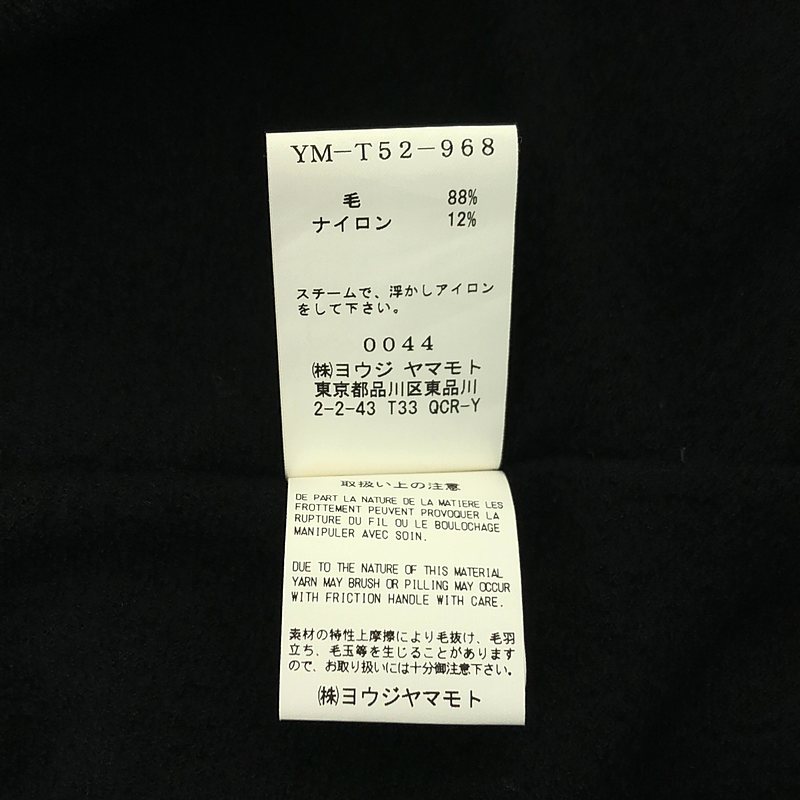 YM-T52-968
毛 88%
ナイロン 12%
スチームで、浮かしアイロン
をして下さい。
0044
㈱ヨウジ ヤマモト
東京都品川区東品川
2-2-43 T33 QCR-Y
取扱い上の注意
DE PART LA NATURE DE LA MATIERE LES
FROTTEMENT PEUVENT PROVOQUER LA
RUPTURE DU FIL OU LE BOULOCHAGE
MANIPULER AVEC SOIN.
DUE TO THE NATURE OF THIS MATERIAL
YARN MAY BRUSH OR PILLING MAY OCCUR
WITH FRICTION HANDLE WITH CARE.
素材の特性上摩擦により毛抜け、毛羽
立ち、毛玉等を生じることがあります
ので、お取り扱いには十分御注意下さい。
㈱ヨウジヤマモト